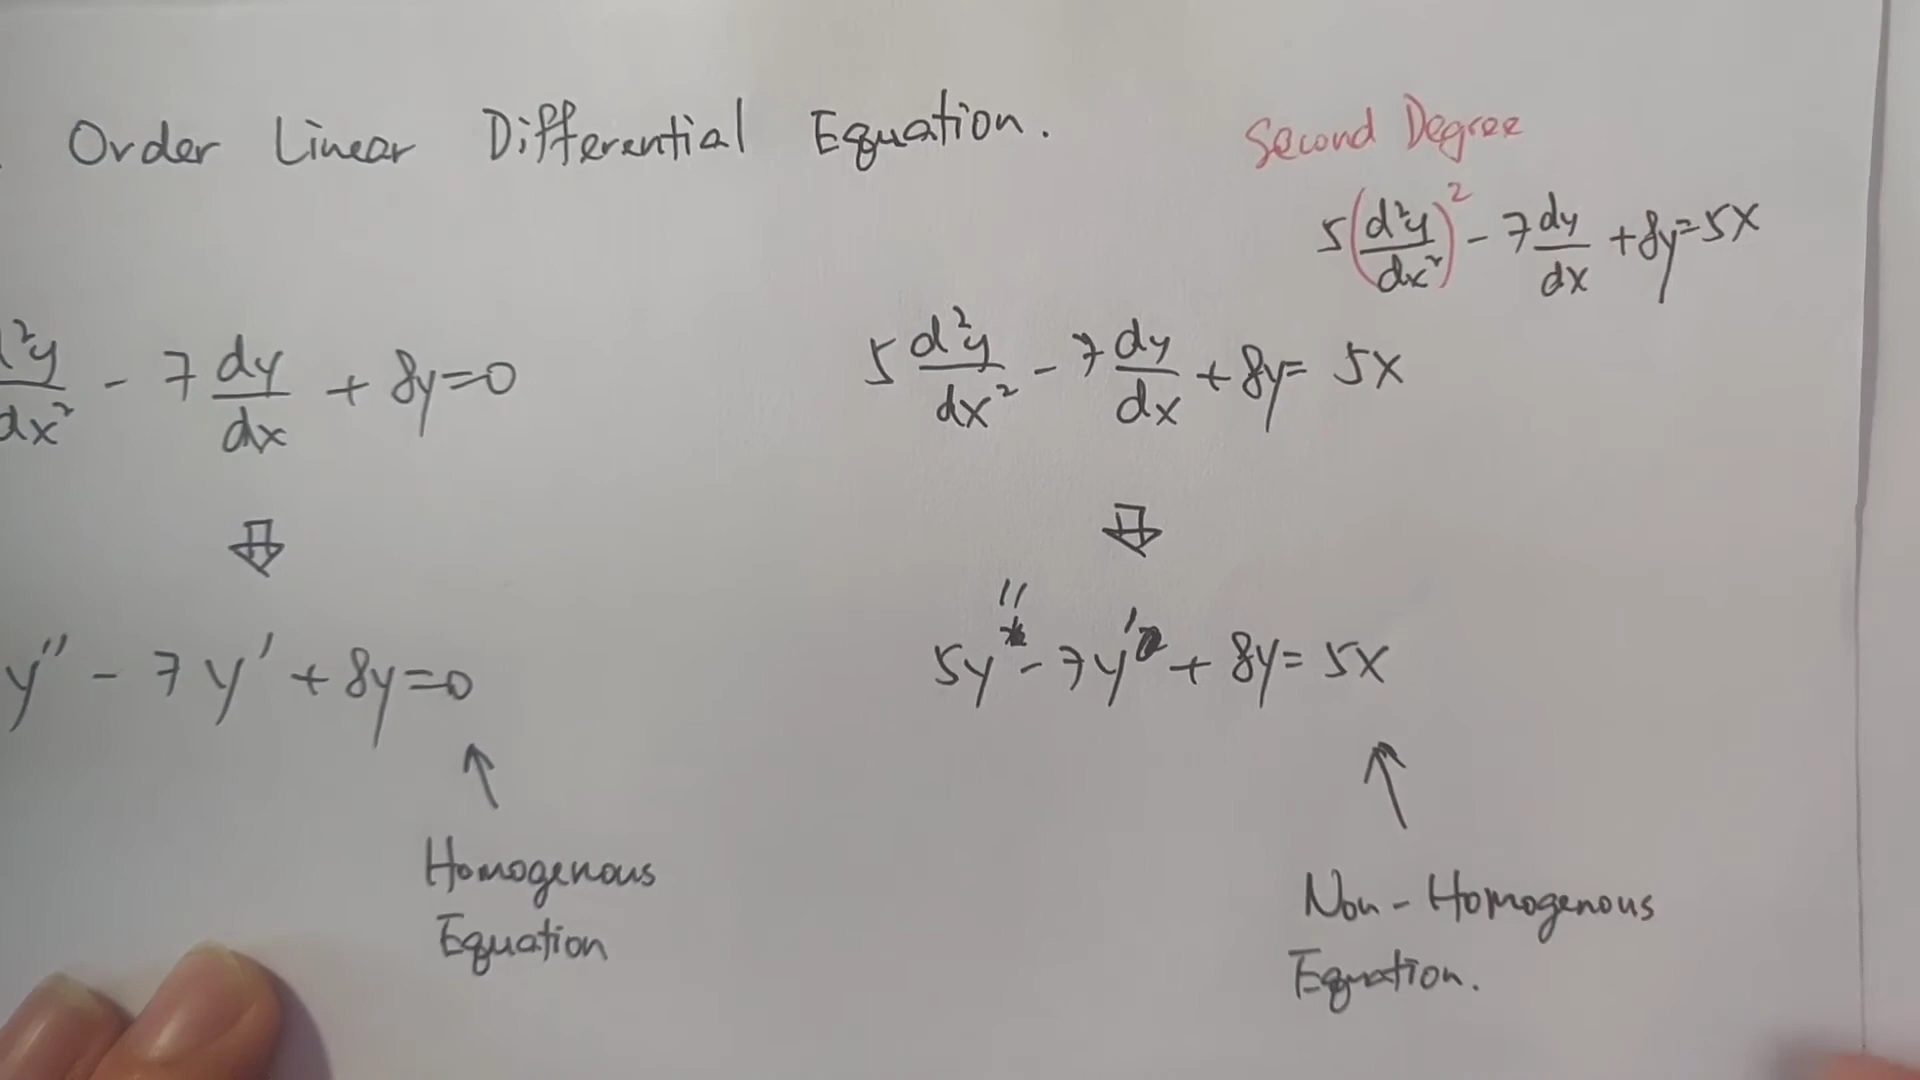 Order Linear Differential Equation.
Second Degree
5(d²y/dx²)² - 7 dy/dx + 8y = 5x
d²y/dx² - 7 dy/dx + 8y = 0
5 d²y/dx² - 7 dy/dx + 8y = 5x
y'' - 7y' + 8y = 0
5y'' - 7y' + 8y = 5x
Homogenous
Equation
Non-Homogenous
Equation.